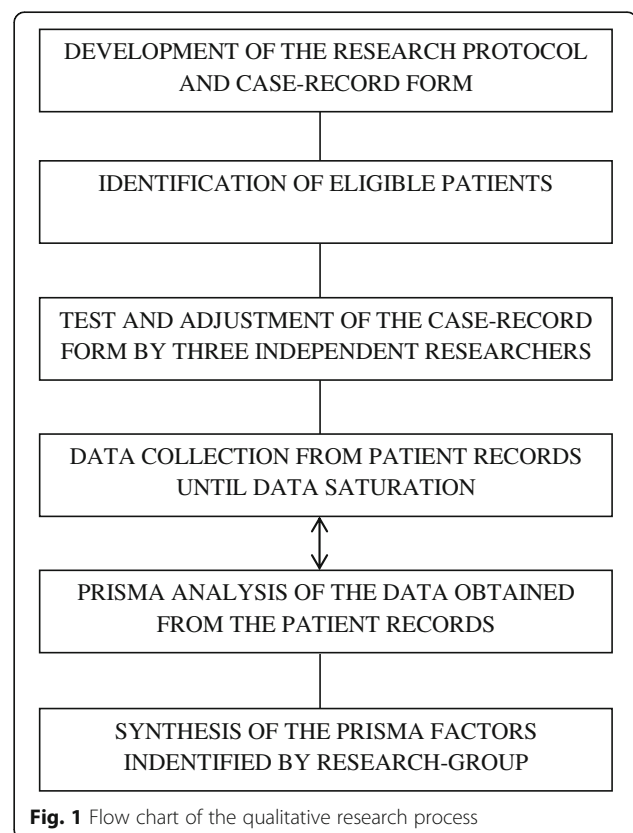 DEVELOPMENT OF THE RESEARCH PROTOCOL
AND CASE-RECORD FORM
IDENTIFICATION OF ELIGIBLE PATIENTS
TEST AND ADJUSTMENT OF THE CASE-RECORD
FORM BY THREE INDEPENDENT RESEARCHERS
DATA COLLECTION FROM PATIENT RECORDS
UNTIL DATA SATURATION
PRISMA ANALYSIS OF THE DATA OBTAINED
FROM THE PATIENT RECORDS
SYNTHESIS OF THE PRISMA FACTORS
INDENTIFIED BY RESEARCH-GROUP
Fig. 1 Flow chart of the qualitative research process